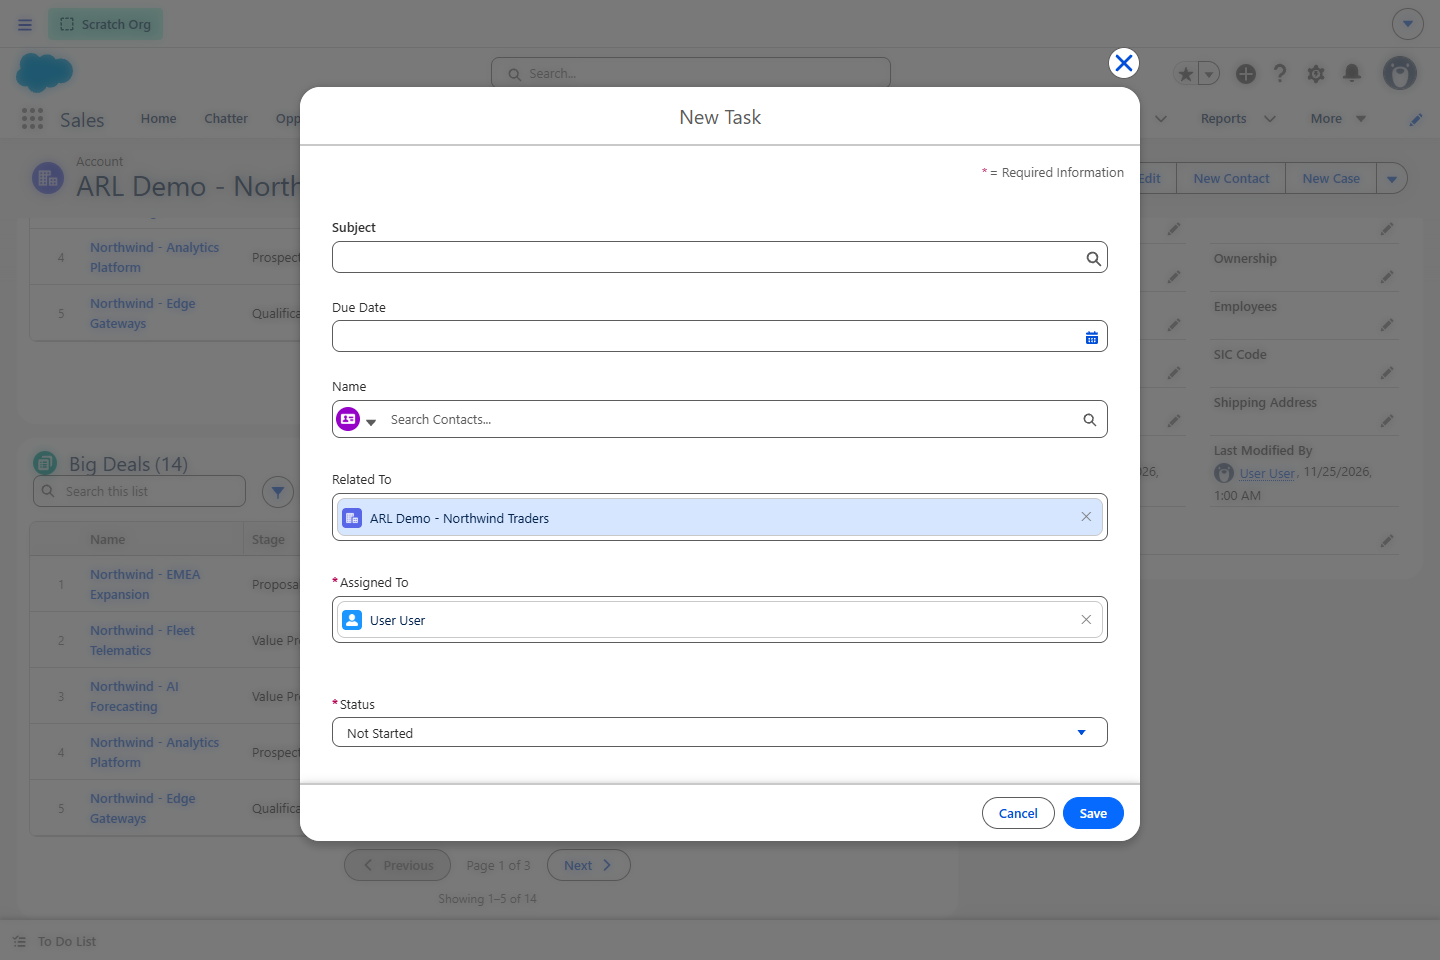 Scratch Org
Search...
Sales
Home
Chatter
Opp
Reports
More
Account
ARL Demo - North
Edit
New Contact
New Case
4
Northwind - Analytics
Platform
Prospect
5
Northwind - Edge
Gateways
Qualifica
Big Deals (14)
Search this list
Name
Stage
1
Northwind - EMEA
Expansion
Proposa
2
Northwind - Fleet
Telematics
Value Pr
3
Northwind - AI
Forecasting
Value Pr
4
Northwind - Analytics
Platform
Prospect
5
Northwind - Edge
Gateways
Qualifica
Previous
Page 1 of 3
Next
Showing 1–5 of 14
To Do List
New Task
* = Required Information
Subject
Due Date
Name
Search Contacts...
Related To
ARL Demo - Northwind Traders
*Assigned To
User User
*Status
Not Started
Cancel
Save
Ownership
Employees
SIC Code
Shipping Address
Last Modified By
User User, 11/25/2026,
1:00 AM
26,